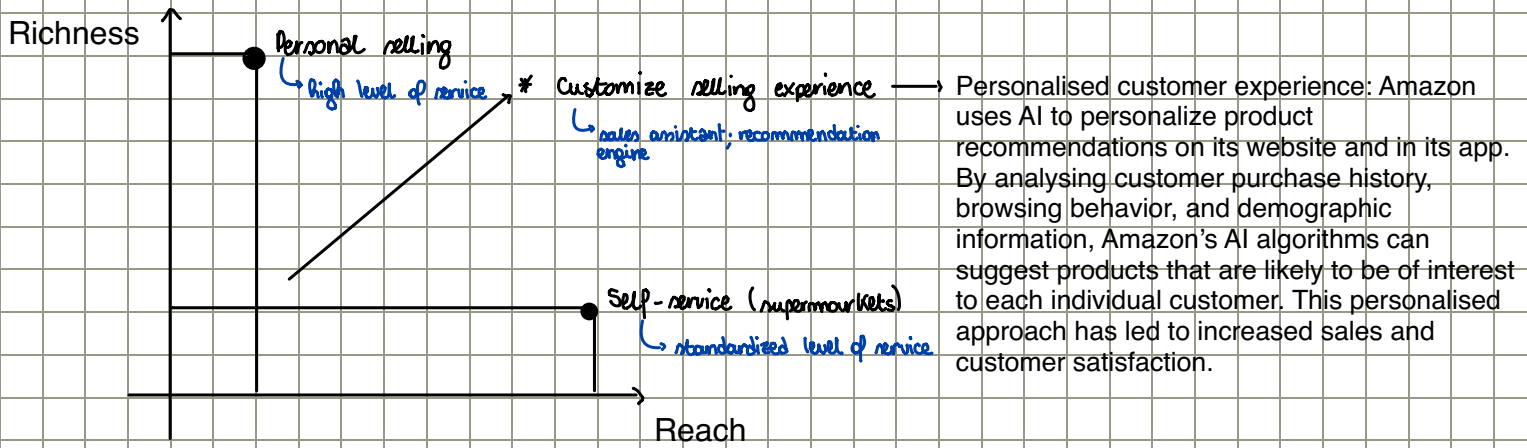 Richness
Personal selling
high level of service
* Customize selling experience
sales assistant; recommendation
engine
Personalised customer experience: Amazon
uses AI to personalize product
recommendations on its website and in its app.
By analysing customer purchase history,
browsing behavior, and demographic
information, Amazon's AI algorithms can
suggest products that are likely to be of interest
to each individual customer. This personalised
approach has led to increased sales and
customer satisfaction.
Self-service (supermarkets)
standardized level of service
Reach